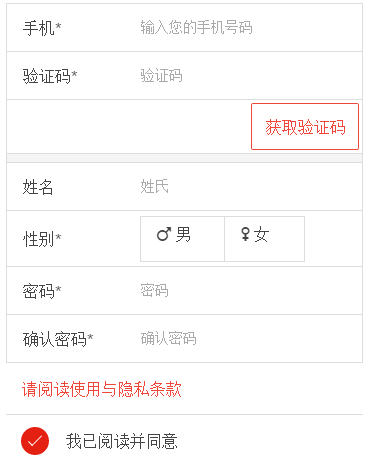 手机* 输入您的手机号码
验证码* 验证码
获取验证码
姓名 姓氏
性别* ♂男 ♀女
密码* 密码
确认密码* 确认密码
请阅读使用与隐私条款
我已阅读并同意